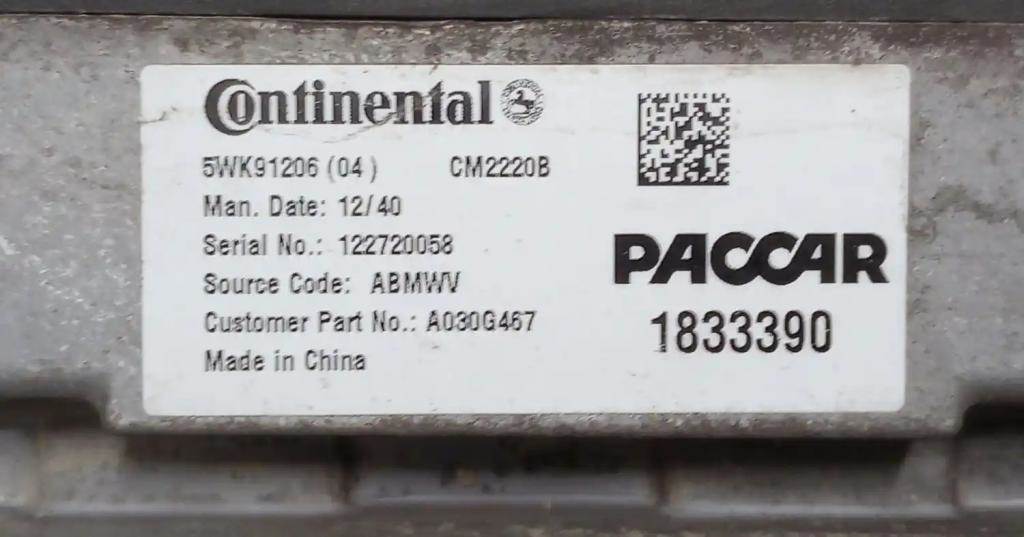 Continental
5WK91206 (04) CM2220B
Man. Date: 12/40
Serial No.: 122720058
Source Code: ABMWV
Customer Part No.: A030G467
Made in China
PACCAR
1833390